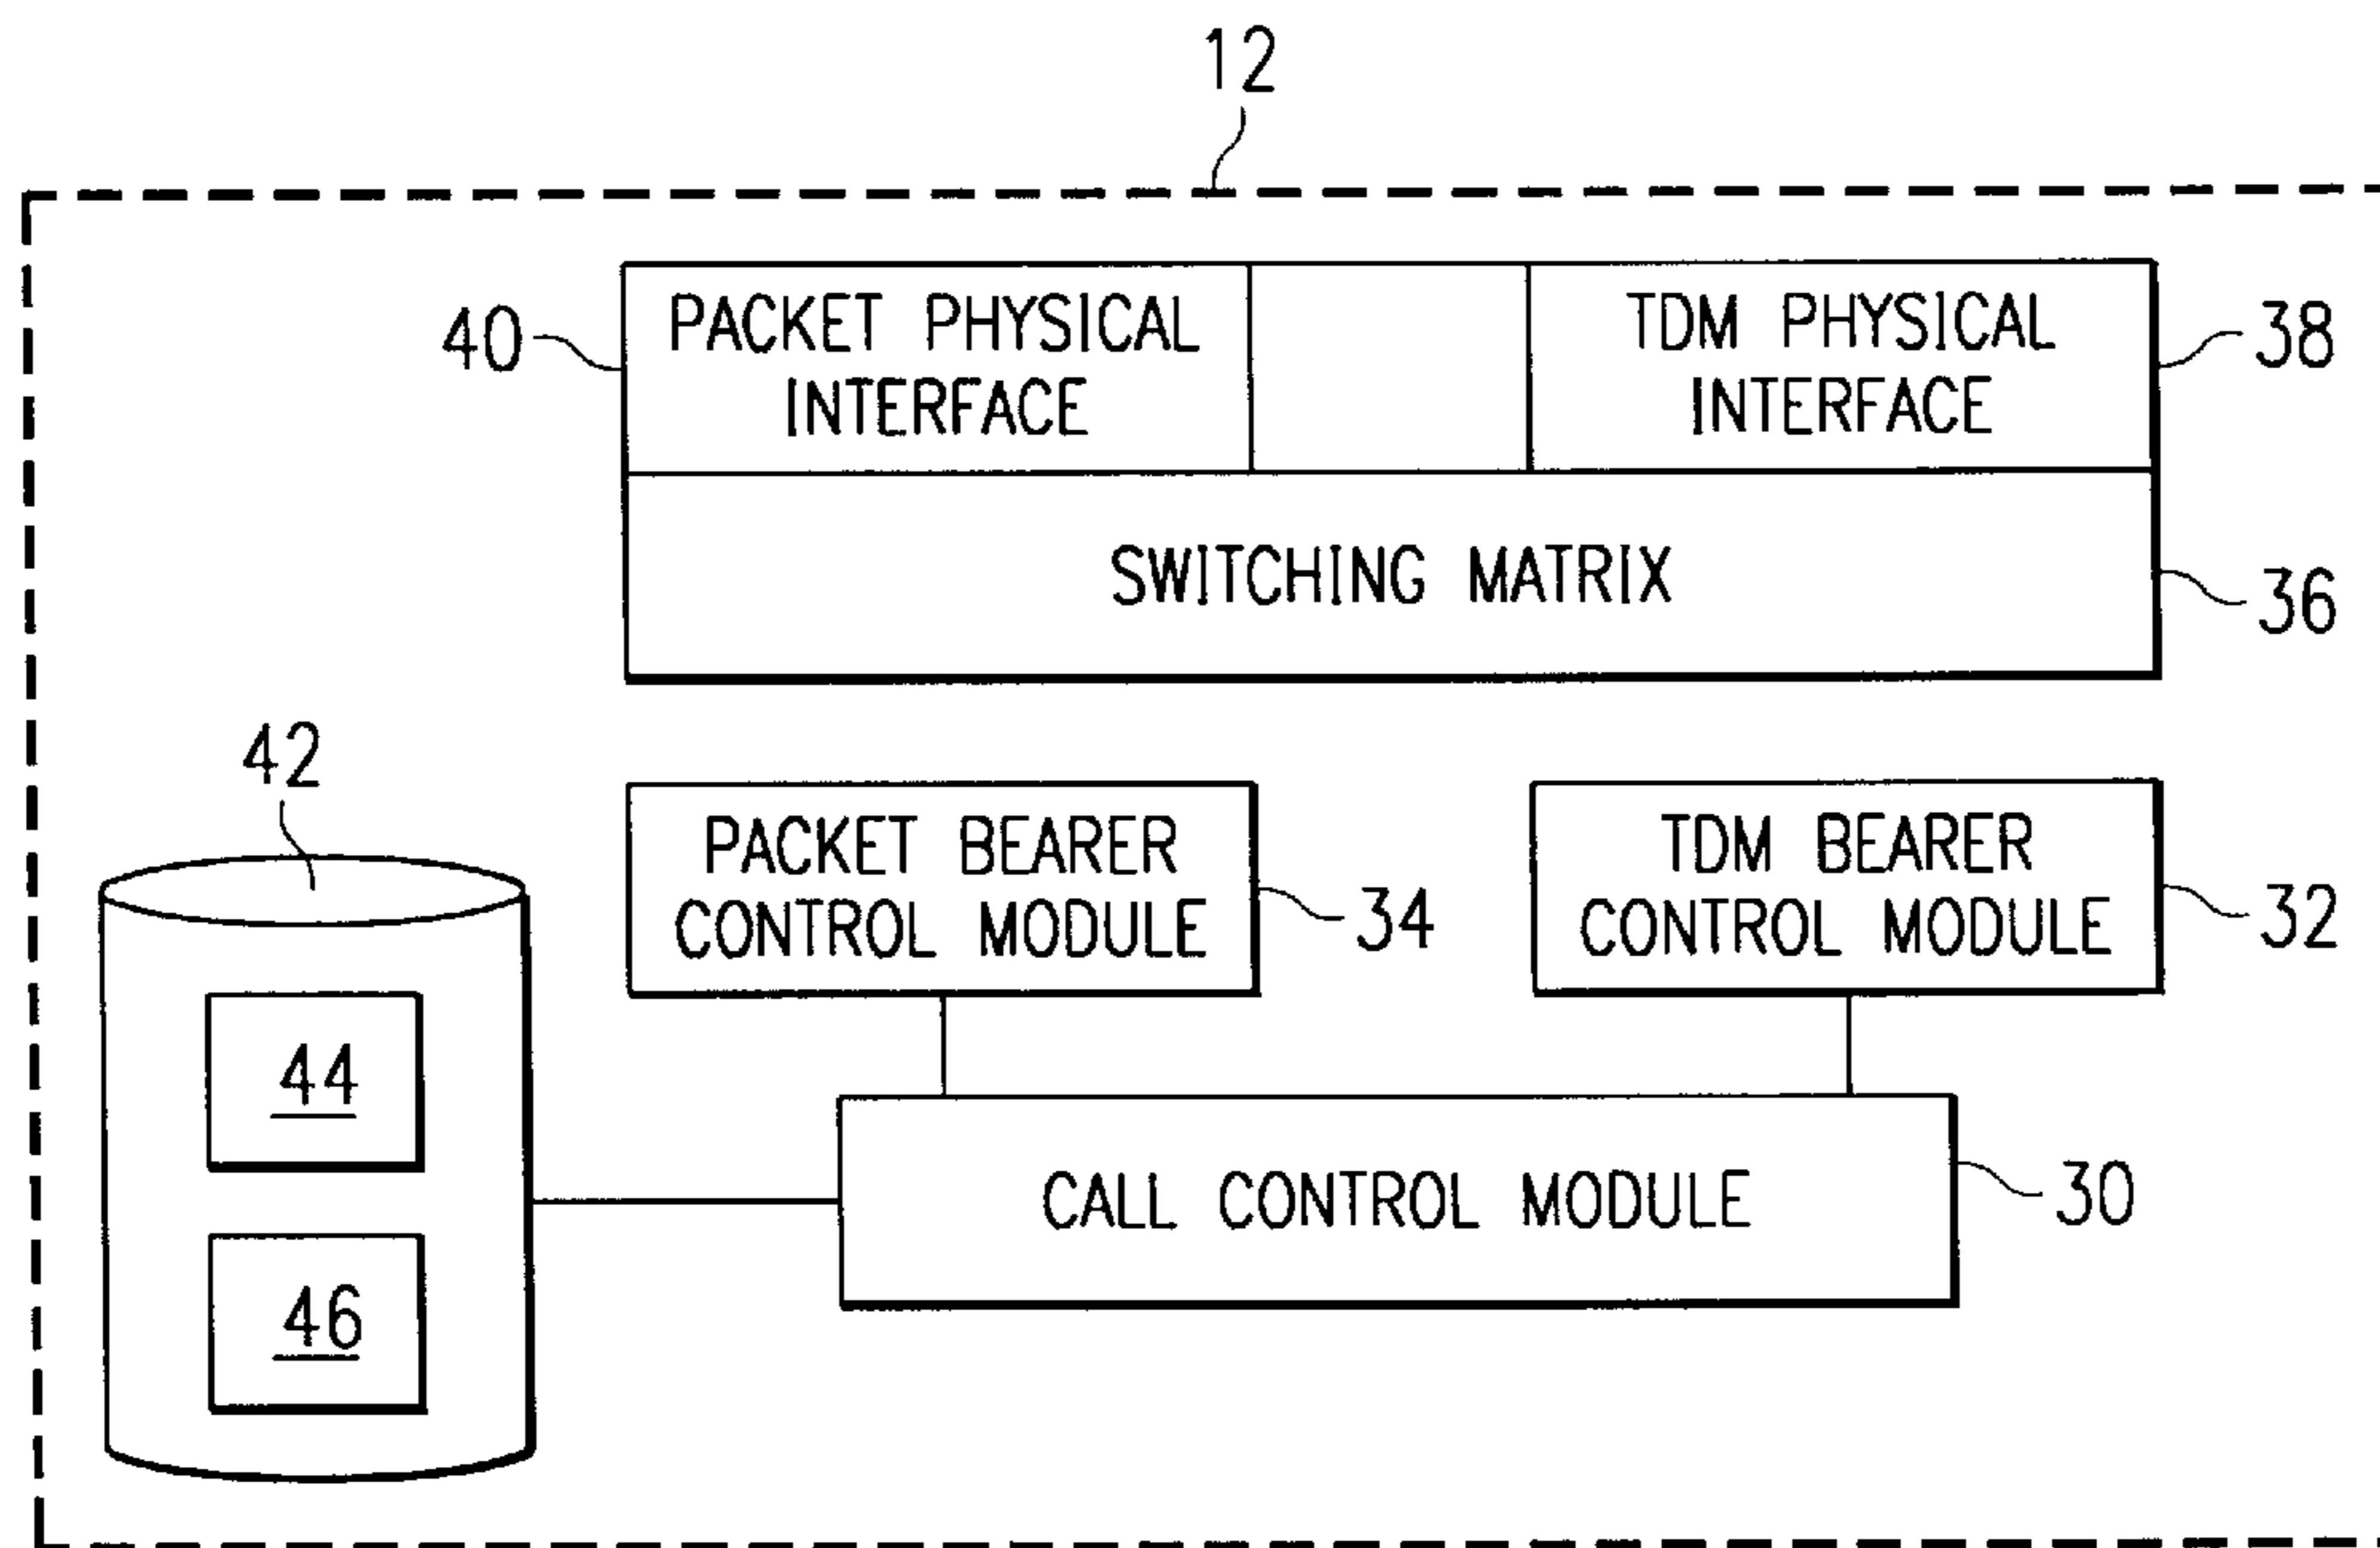 12
40
PACKET PHYSICAL
INTERFACE
TDM PHYSICAL
INTERFACE
38
SWITCHING MATRIX
36
42
PACKET BEARER
CONTROL MODULE
34
TDM BEARER
CONTROL MODULE
32
44
46
CALL CONTROL MODULE
30